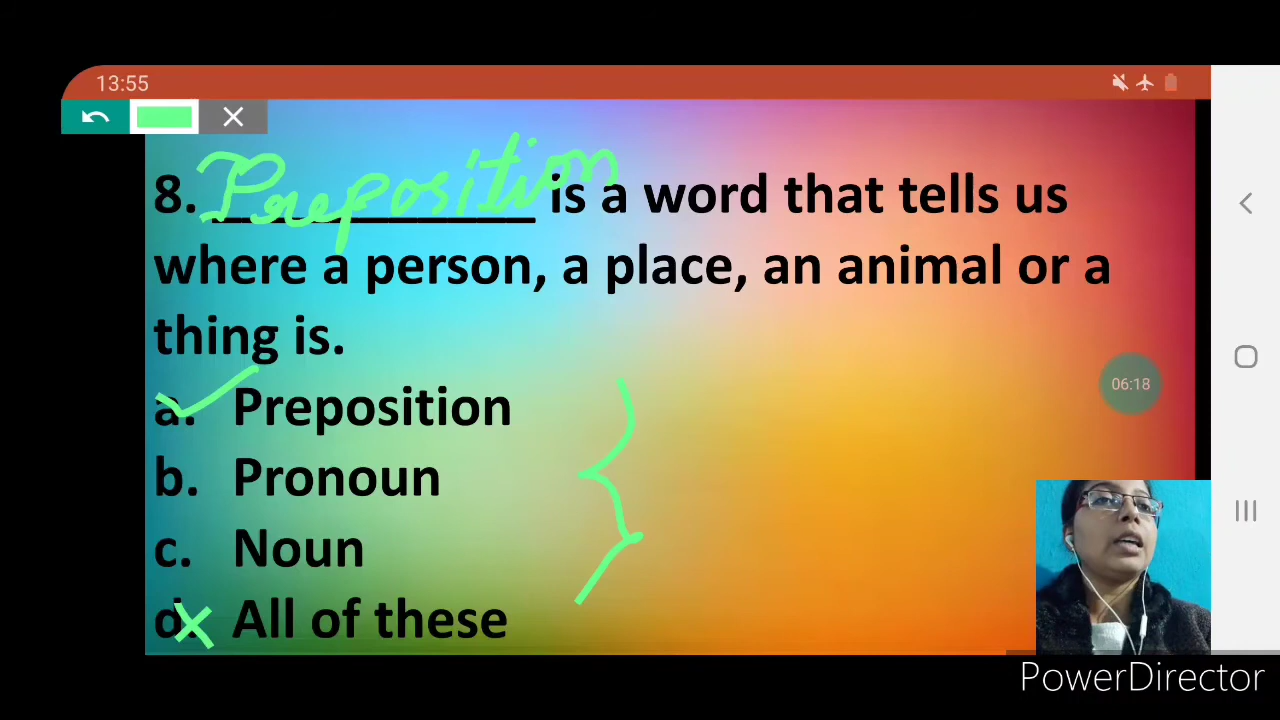 13:55
8. Preposition is a word that tells us
where a person, a place, an animal or a
thing is.
a. Preposition
b. Pronoun
c. Noun
d. All of these
06:18
PowerDirector